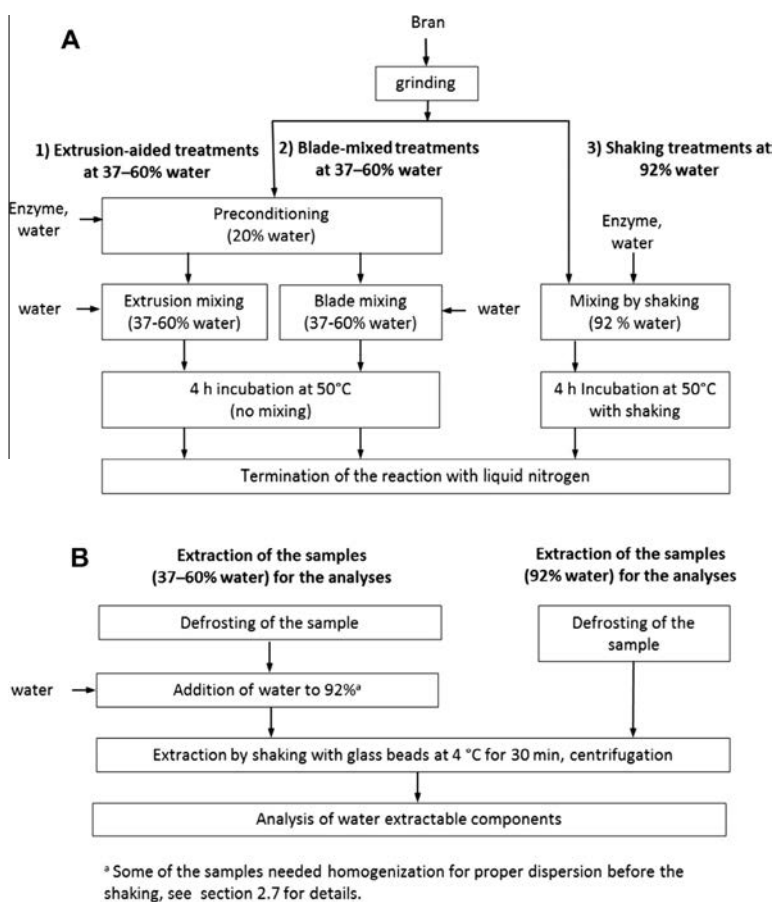 A
Bran
grinding
1) Extrusion-aided treatments
at 37–60% water
2) Blade-mixed treatments
at 37–60% water
3) Shaking treatments at
92% water
Enzyme,
water
Preconditioning
(20% water)
Enzyme,
water
water
Extrusion mixing
(37-60% water)
Blade mixing
(37-60% water)
water
Mixing by shaking
(92 % water)
4 h incubation at 50°C
(no mixing)
4 h Incubation at 50°C
with shaking
Termination of the reaction with liquid nitrogen
B
Extraction of the samples
(37–60% water) for the analyses
Extraction of the samples
(92% water) for the analyses
Defrosting of the sample
Defrosting of the
sample
water
Addition of water to 92%ᵃ
Extraction by shaking with glass beads at 4 °C for 30 min, centrifugation
Analysis of water extractable components
ᵃ Some of the samples needed homogenization for proper dispersion before the
shaking, see section 2.7 for details.